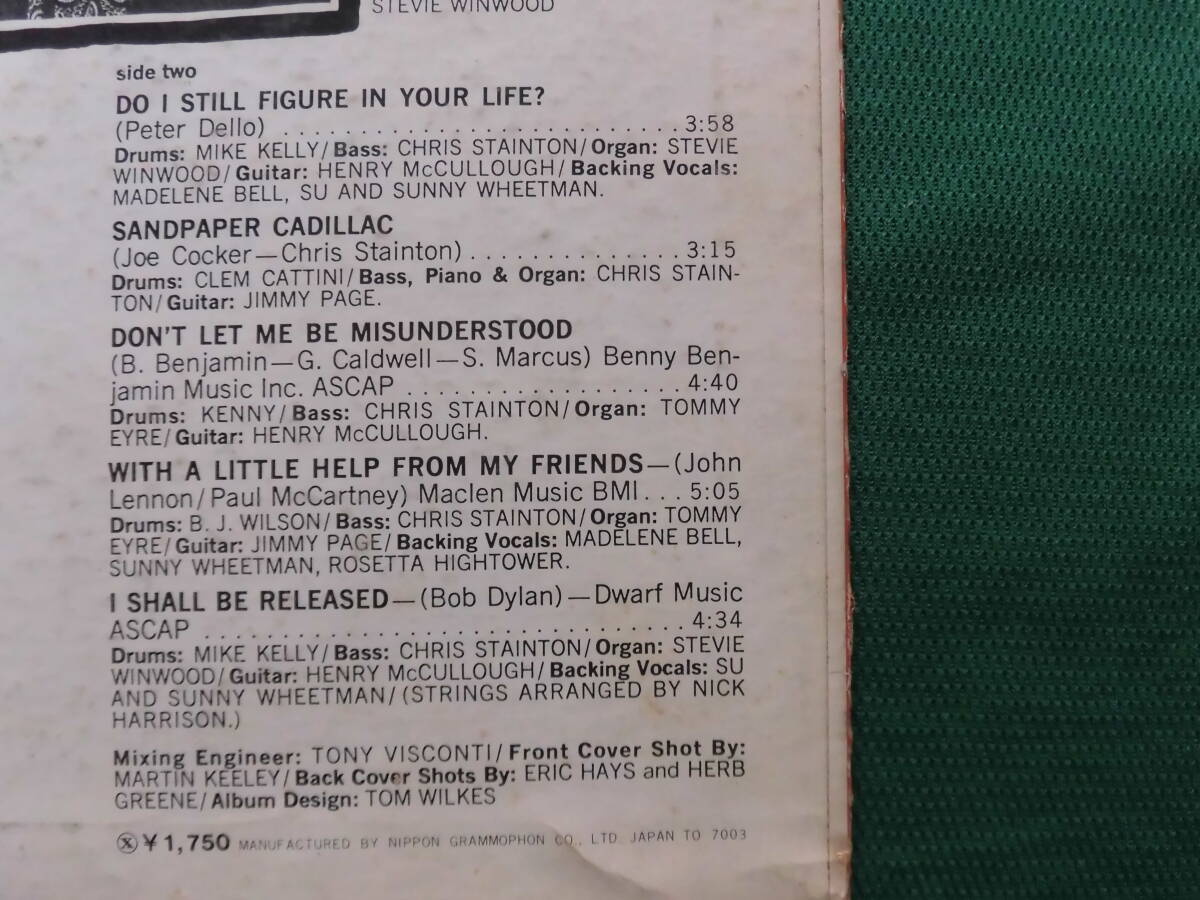 STEVIE WINWOOD
side two
DO I STILL FIGURE IN YOUR LIFE?
(Peter Dello) ............................3:58
Drums: MIKE KELLY/Bass: CHRIS STAINTON/Organ: STEVIE
WINWOOD/Guitar: HENRY McCULLOUGH/Backing Vocals:
MADELENE BELL, SU AND SUNNY WHEETMAN.
SANDPAPER CADILLAC
(Joe Cocker—Chris Stainton)...............3:15
Drums: CLEM CATTINI/Bass, Piano & Organ: CHRIS STAIN-
TON/Guitar: JIMMY PAGE.
DON'T LET ME BE MISUNDERSTOOD
(B. Benjamin—G. Caldwell—S. Marcus) Benny Ben-
jamin Music Inc. ASCAP ...................4:40
Drums: KENNY/Bass: CHRIS STAINTON/Organ: TOMMY
EYRE/Guitar: HENRY McCULLOUGH.
WITH A LITTLE HELP FROM MY FRIENDS—(John
Lennon/Paul McCartney) Maclen Music BMI...5:05
Drums: B. J. WILSON/Bass: CHRIS STAINTON/Organ: TOMMY
EYRE/Guitar: JIMMY PAGE/Backing Vocals: MADELENE BELL,
SUNNY WHEETMAN, ROSETTA HIGHTOWER.
I SHALL BE RELEASED—(Bob Dylan)—Dwarf Music
ASCAP ................................4:34
Drums: MIKE KELLY/Bass: CHRIS STAINTON/Organ: STEVIE
WINWOOD/Guitar: HENRY McCULLOUGH/Backing Vocals: SU
AND SUNNY WHEETMAN/(STRINGS ARRANGED BY NICK
HARRISON.)
Mixing Engineer: TONY VISCONTI/Front Cover Shot By:
MARTIN KEELEY/Back Cover Shots By: ERIC HAYS and HERB
GREENE/Album Design: TOM WILKES
Ⓧ¥1,750 MANUFACTURED BY NIPPON GRAMMOPHON CO., LTD. JAPAN TO 7003